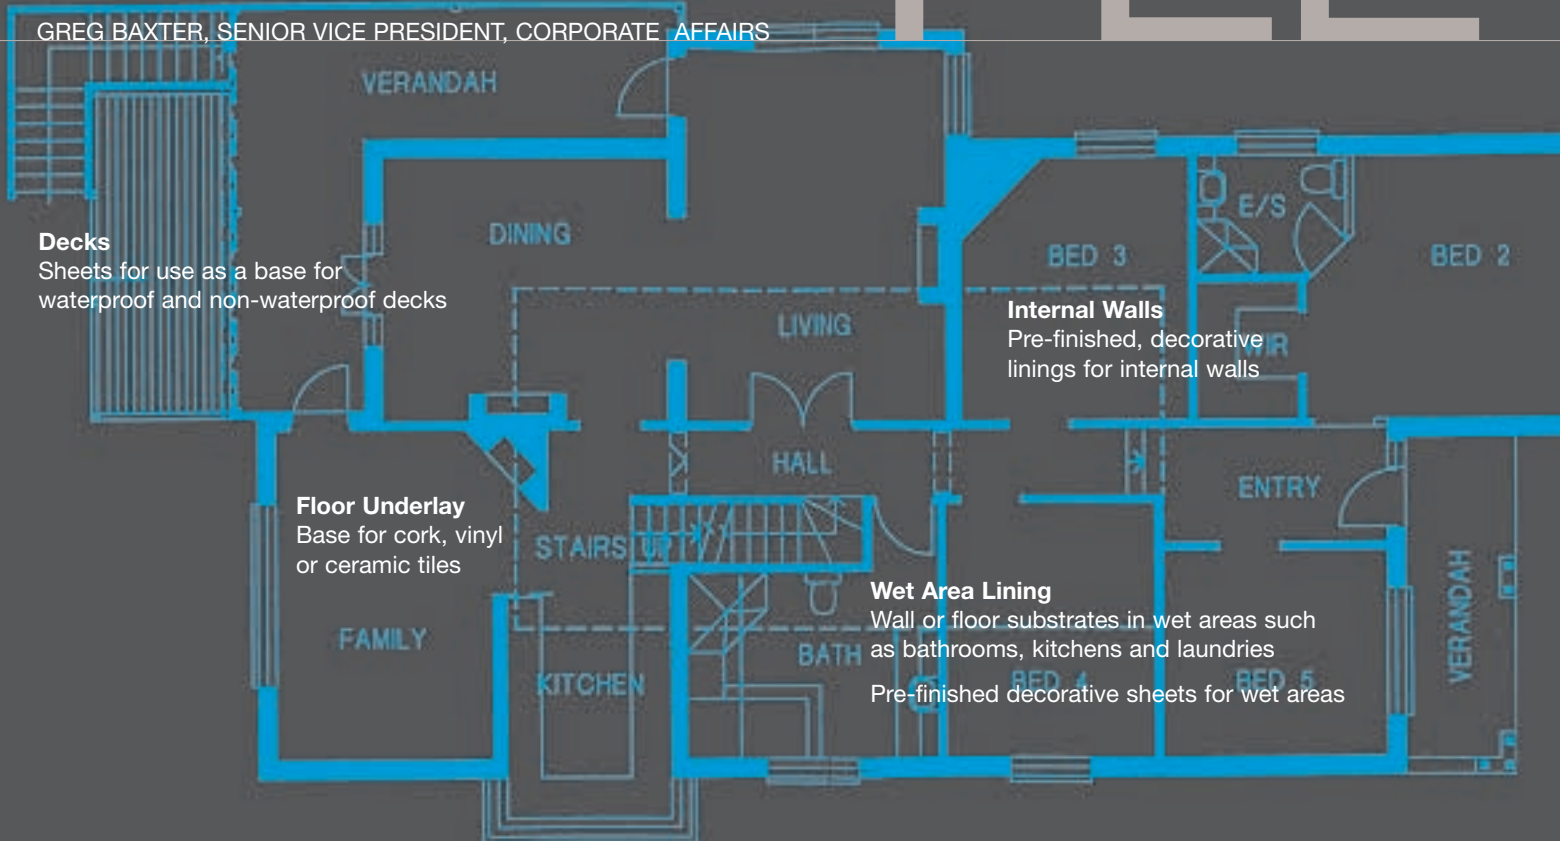 GREG BAXTER, SENIOR VICE PRESIDENT, CORPORATE AFFAIRS
VERANDAH
DINING
E/S
BED 3
BED 2
Decks
Sheets for use as a base for
waterproof and non-waterproof decks
LIVING
Internal Walls
Pre-finished, decorative
linings for internal walls
WIR
HALL
ENTRY
Floor Underlay
Base for cork, vinyl
or ceramic tiles
STAIRS UP
Wet Area Lining
Wall or floor substrates in wet areas such
as bathrooms, kitchens and laundries
Pre-finished decorative sheets for wet areas
FAMILY
KITCHEN
BATH
BED 4
BED 5
VERANDAH